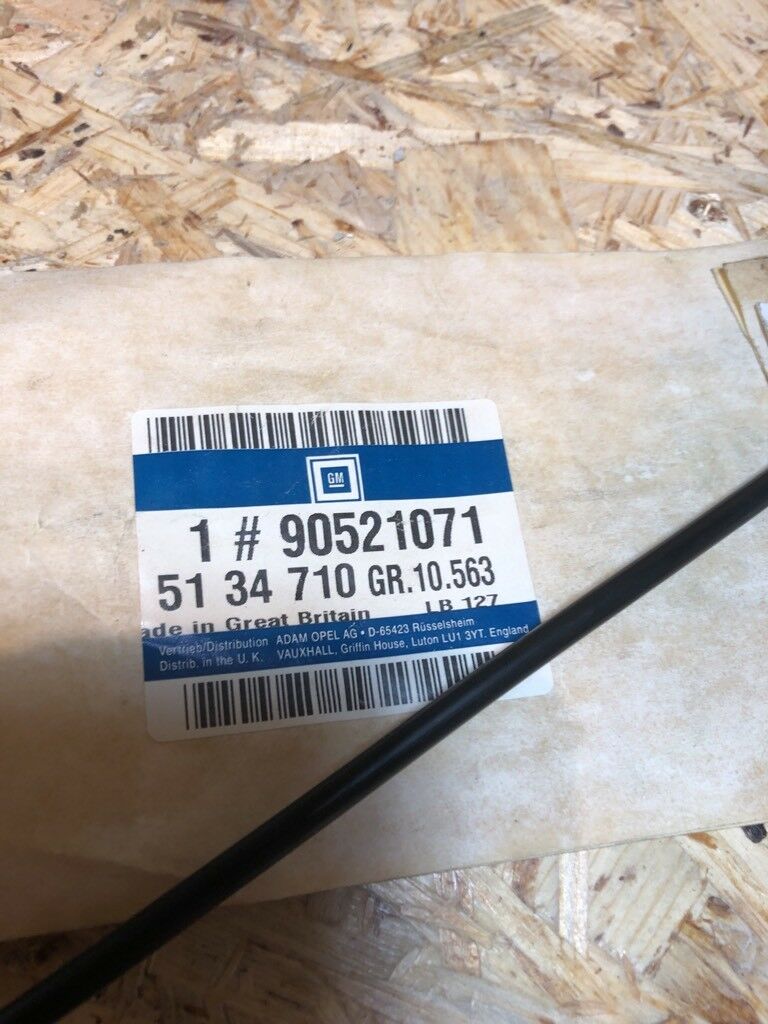 GM
1 # 90521071
51 34 710 GR.10.563
ade in Great Britain LB 127
Vertrieb/Distribution ADAM OPEL AG • D-65423 Rüsselsheim
Distrib. in the U. K. VAUXHALL, Griffin House, Luton LU1 3YT. England